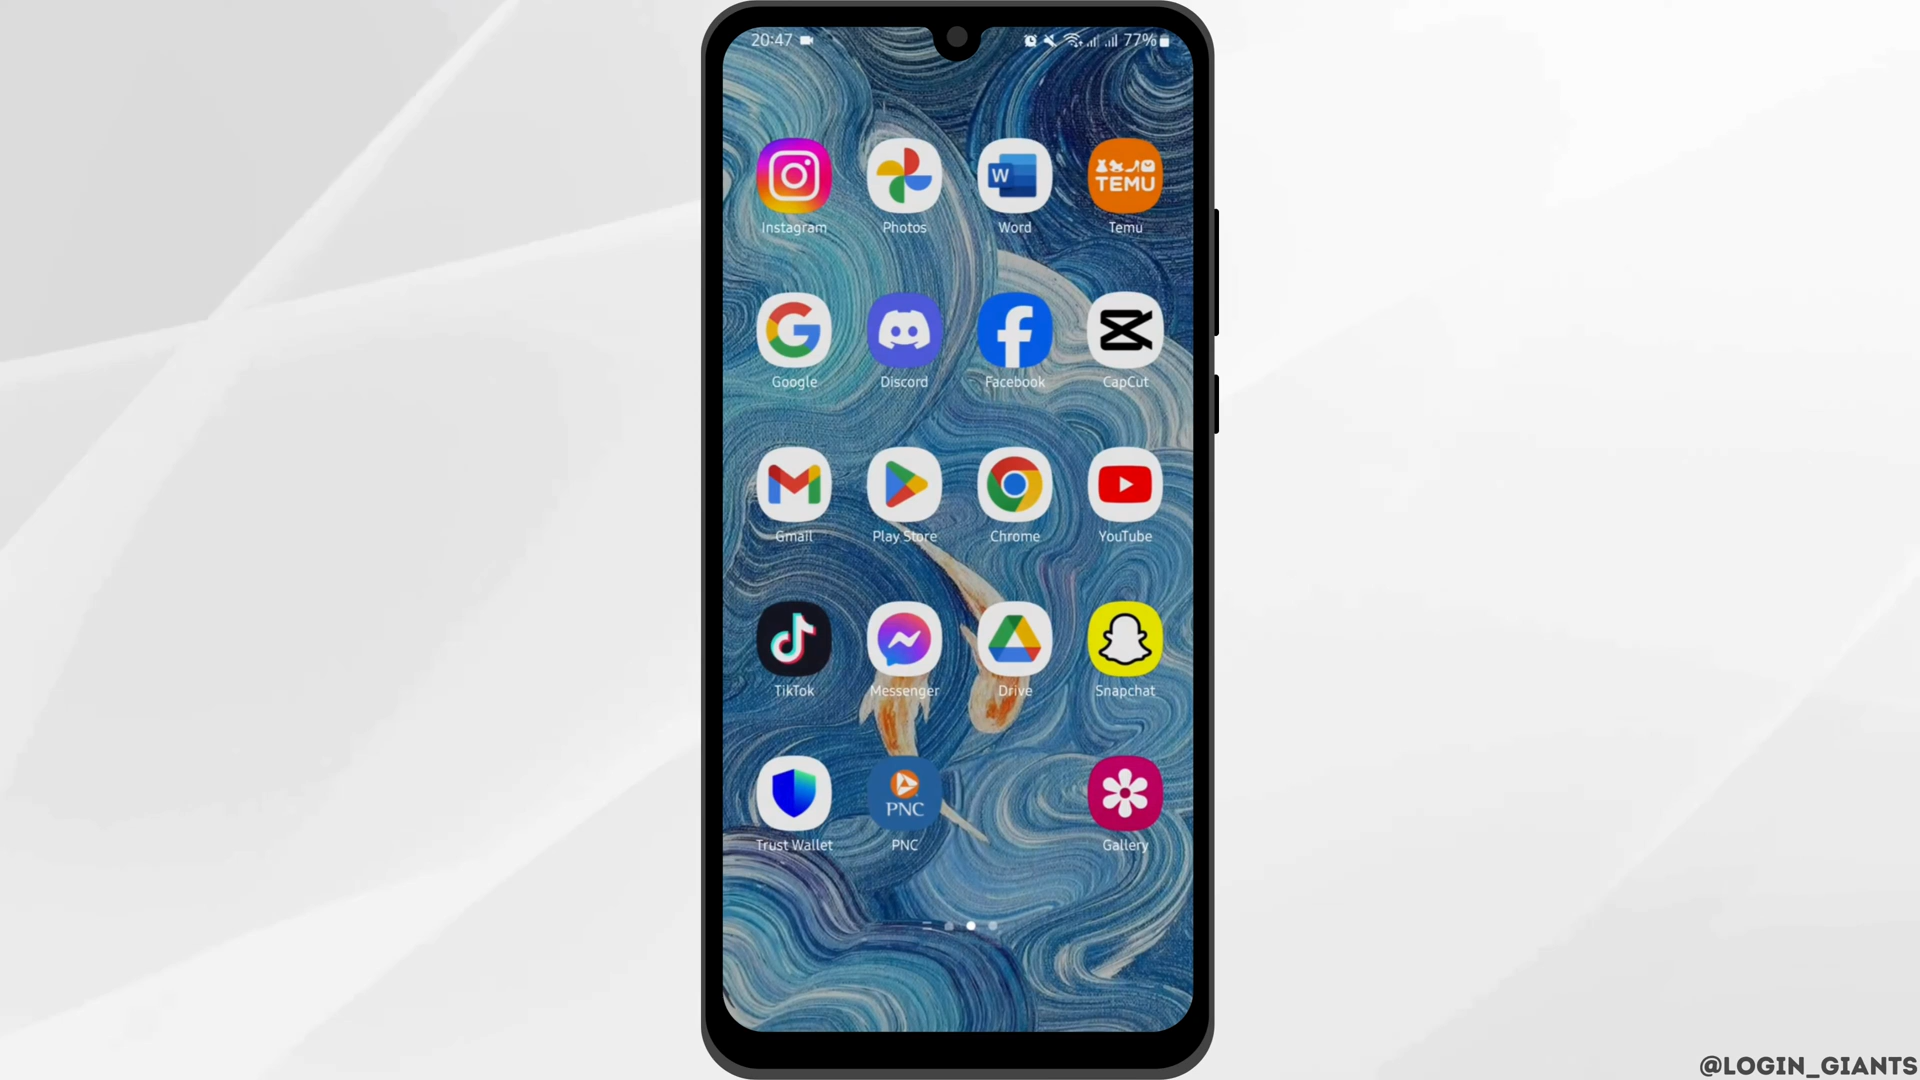 20:47 77%
TEMU
Instagram Photos Word Temu
Google Discord Facebook CapCut
Gmail Play Store Chrome YouTube
TikTok Messenger Drive Snapchat
PNC
Trust Wallet PNC Gallery
@LOGIN_GIANTS